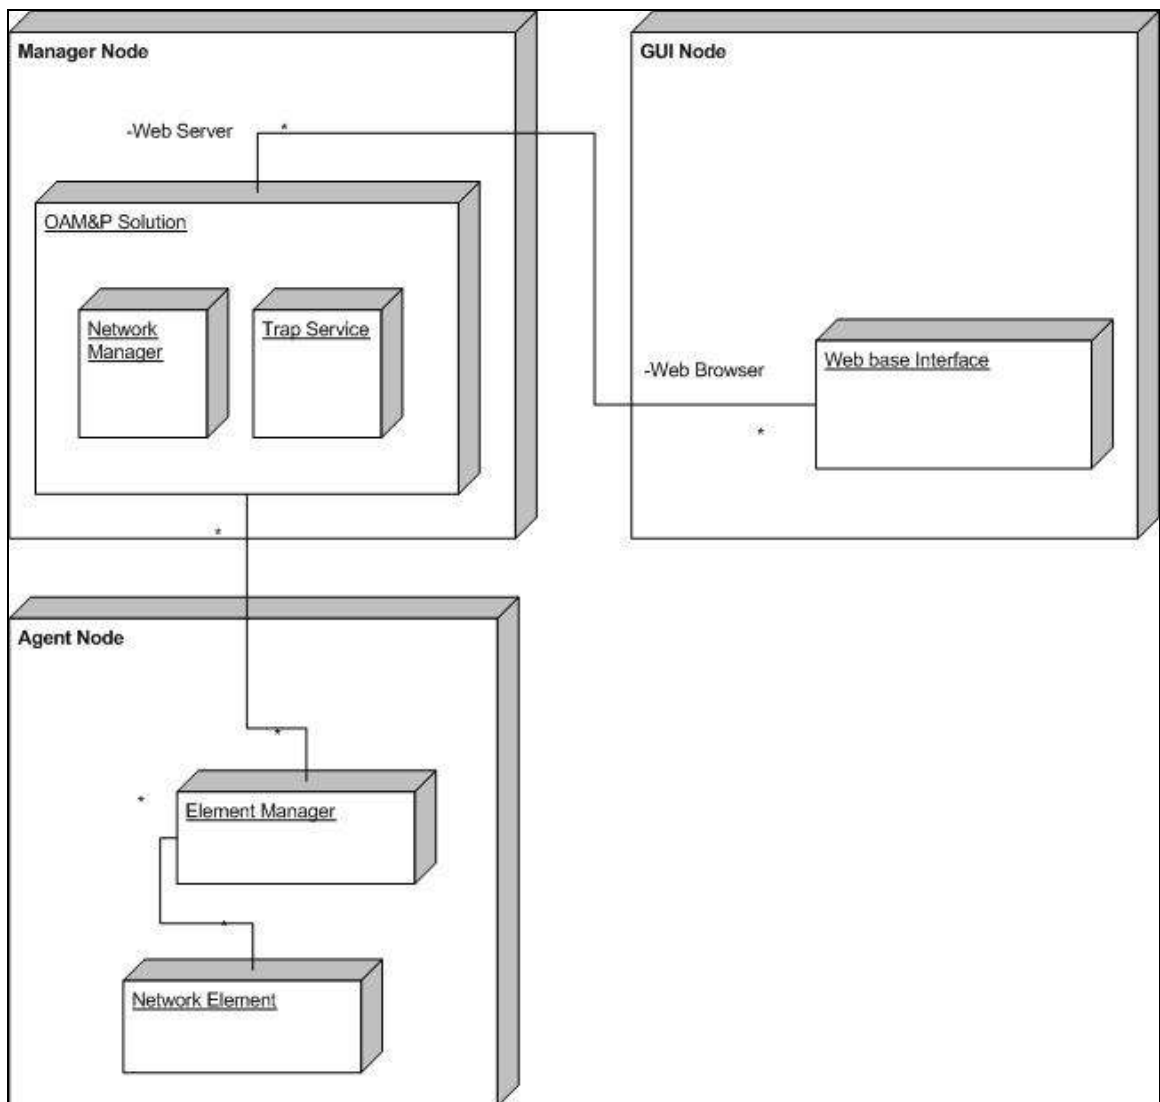 Manager Node
GUI Node
-Web Server
*
OAM&P Solution
Network
Manager
Trap Service
Web base Interface
-Web Browser
*
*
Agent Node
*
*
Element Manager
*
Network Element